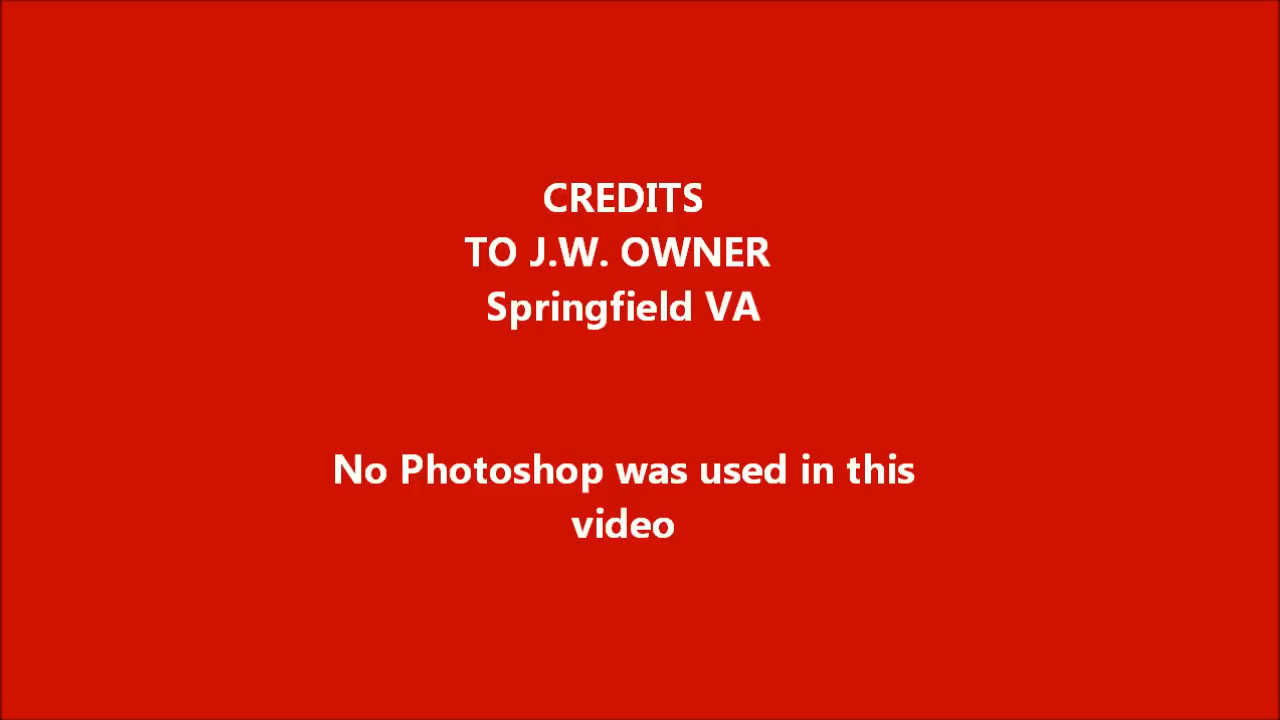 CREDITS
TO J.W. OWNER
Springfield VA
No Photoshop was used in this
video